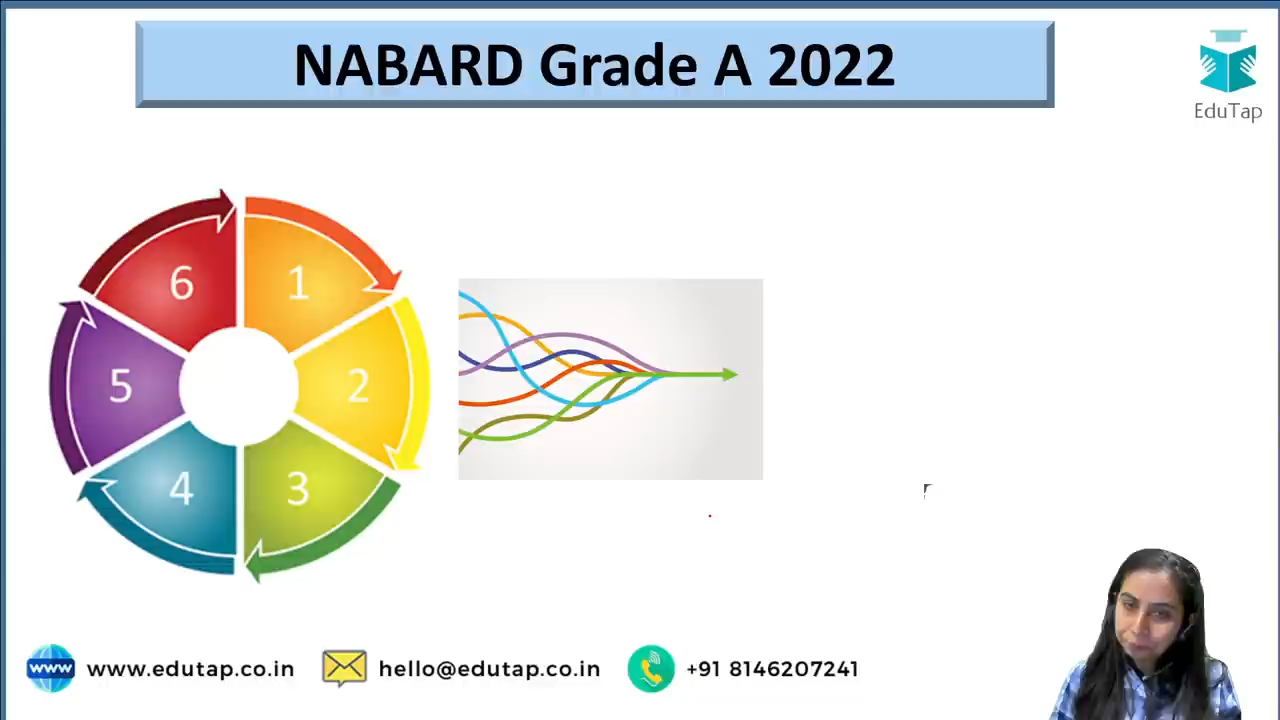 NABARD Grade A 2022
EduTap
6 1
5 2
4 3
www www.edutap.co.in hello@edutap.co.in +91 8146207241